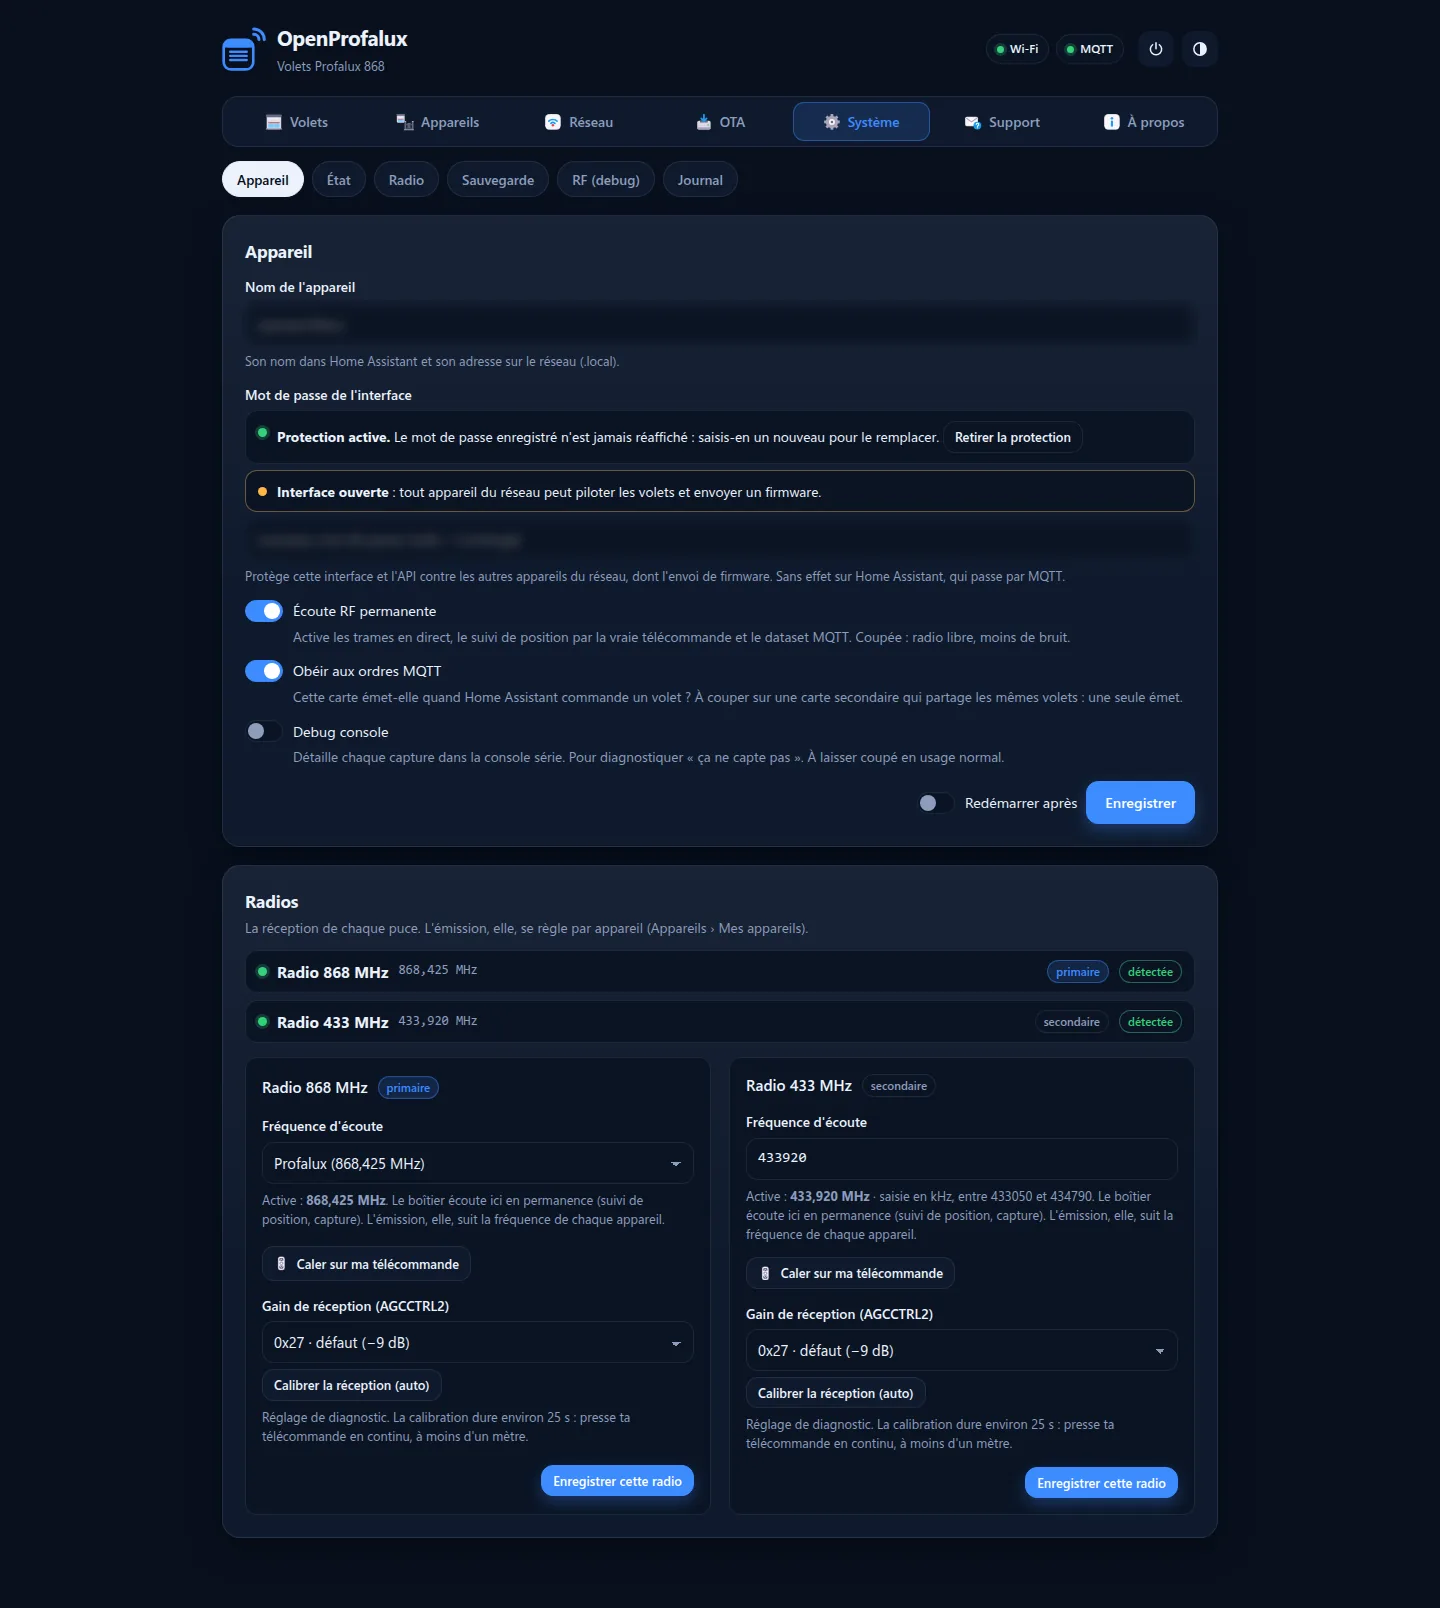 OpenProfalux
Volets Profalux 868
Wi-Fi
MQTT
Volets
Appareils
Réseau
OTA
Système
Support
À propos
Appareil
État
Radio
Sauvegarde
RF (debug)
Journal
Appareil
Nom de l'appareil
Son nom dans Home Assistant et son adresse sur le réseau (.local).
Mot de passe de l'interface
Protection active. Le mot de passe enregistré n'est jamais réaffiché : saisis-en un nouveau pour le remplacer. Retirer la protection
Interface ouverte : tout appareil du réseau peut piloter les volets et envoyer un firmware.
Protège cette interface et l'API contre les autres appareils du réseau, dont l'envoi de firmware. Sans effet sur Home Assistant, qui passe par MQTT.
Écoute RF permanente
Active les trames en direct, le suivi de position par la vraie télécommande et le dataset MQTT. Coupée : radio libre, moins de bruit.
Obéir aux ordres MQTT
Cette carte émet-elle quand Home Assistant commande un volet ? À couper sur une carte secondaire qui partage les mêmes volets : une seule émet.
Debug console
Détaille chaque capture dans la console série. Pour diagnostiquer « ça ne capte pas ». À laisser coupé en usage normal.
Redémarrer après
Enregistrer
Radios
La réception de chaque puce. L'émission, elle, se règle par appareil (Appareils › Mes appareils).
Radio 868 MHz 868,425 MHz primaire détectée
Radio 433 MHz 433,920 MHz secondaire détectée
Radio 868 MHz primaire
Fréquence d'écoute
Profalux (868,425 MHz)
Active : 868,425 MHz. Le boîtier écoute ici en permanence (suivi de
position, capture). L'émission, elle, suit la fréquence de chaque appareil.
Caler sur ma télécommande
Gain de réception (AGCCTRL2)
0x27 · défaut (−9 dB)
Calibrer la réception (auto)
Réglage de diagnostic. La calibration dure environ 25 s : presse ta
télécommande en continu, à moins d'un mètre.
Enregistrer cette radio
Radio 433 MHz secondaire
Fréquence d'écoute
433920
Active : 433,920 MHz · saisie en kHz, entre 433050 et 434790. Le boîtier
écoute ici en permanence (suivi de position, capture). L'émission, elle, suit la
fréquence de chaque appareil.
Caler sur ma télécommande
Gain de réception (AGCCTRL2)
0x27 · défaut (−9 dB)
Calibrer la réception (auto)
Réglage de diagnostic. La calibration dure environ 25 s : presse ta
télécommande en continu, à moins d'un mètre.
Enregistrer cette radio